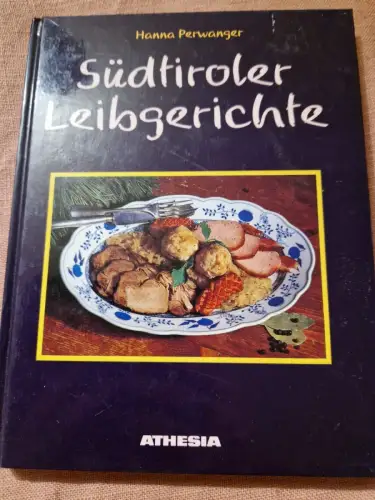 Hanna Perwanger
Südtiroler
Leibgerichte
ATHESIA